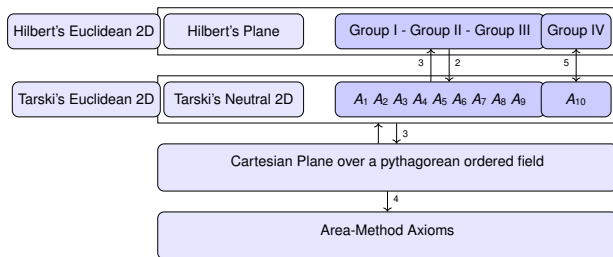 Hilbert's Euclidean 2D Hilbert's Plane Group I - Group II - Group III Group IV
3 2 5
Tarski's Euclidean 2D Tarski's Neutral 2D A1 A2 A3 A4 A5 A6 A7 A8 A9 A10
3
Cartesian Plane over a pythagorean ordered field
4
Area-Method Axioms